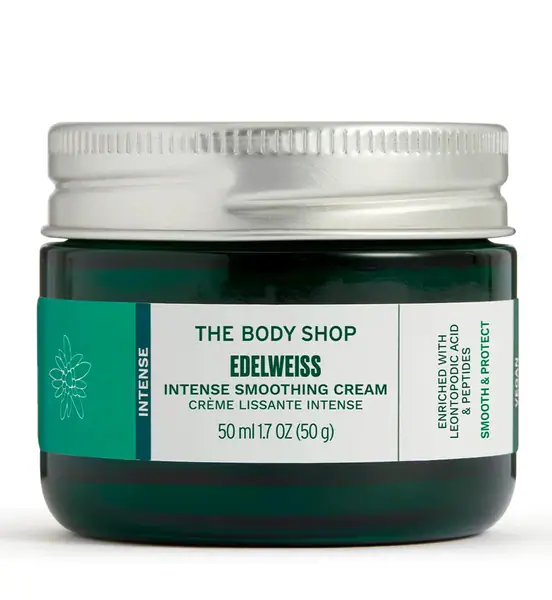 INTENSE
THE BODY SHOP
EDELWEISS
INTENSE SMOOTHING CREAM
CRÈME LISSANTE INTENSE
50 ml 1.7 OZ (50 g)
ENRICHED WITH
LEONTOPODIC ACID
& PEPTIDES
SMOOTH & PROTECT
VEGAN